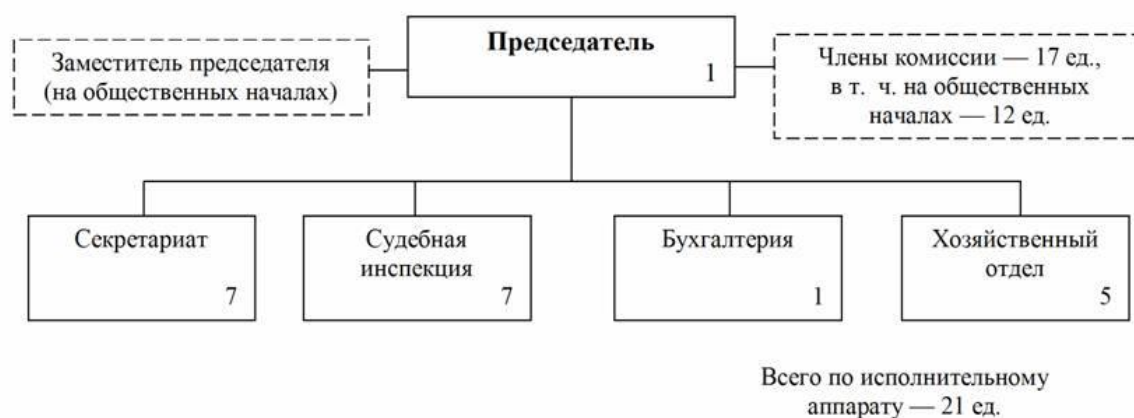 Председатель
1
Заместитель председателя
(на общественных началах)
Члены комиссии — 17 ед.,
в т. ч. на общественных
началах — 12 ед.
Секретариат
7
Судебная
инспекция
7
Бухгалтерия
1
Хозяйственный
отдел
5
Всего по исполнительному
аппарату — 21 ед.